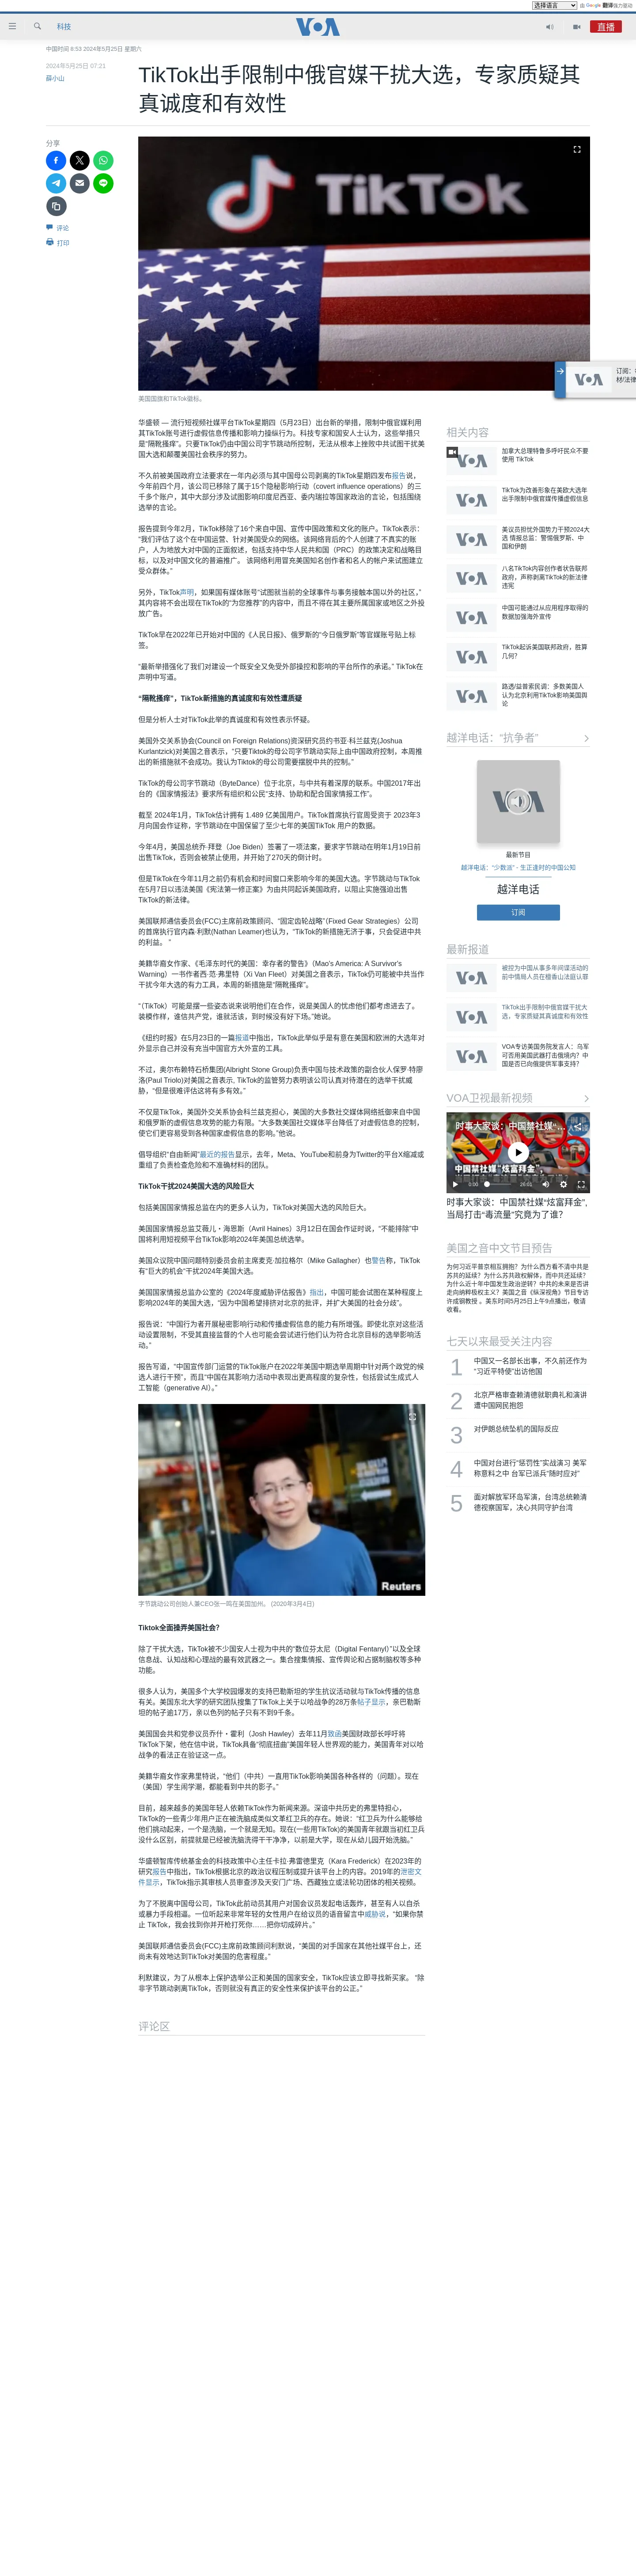 选择语言 由 Google 翻译强力驱动
科技
VOA
直播
中国时间 8:53 2024年5月25日 星期六
2024年5月25日 07:21
薛小山
TikTok出手限制中俄官媒干扰大选，专家质疑其
真诚度和有效性
分享
评论
打印
TikTok
美国国旗和TikTok徽标。
华盛顿 — 流行短视频社媒平台TikTok星期四（5月23日）出台新的举措，限制中俄官媒利用
其TikTok账号进行虚假信息传播和影响力操纵行为。科技专家和国安人士认为，这些举措只
是“隔靴搔痒”。只要TikTok仍由中国公司字节跳动所控制，无法从根本上挫败中共试图干预美
国大选和颠覆美国社会秩序的努力。
不久前被美国政府立法要求在一年内必须与其中国母公司剥离的TikTok星期四发布报告说，
今年前四个月，该公司已移除了属于15个隐秘影响行动（covert influence operations）的三
千多个账户，其中大部分涉及试图影响印度尼西亚、委内瑞拉等国家政治的言论，包括围绕
选举的言论。
报告提到今年2月，TikTok移除了16个来自中国、宣传中国政策和文化的账户。TikTok表示：
“我们评估了这个在中国运营、针对美国受众的网络。该网络背后的个人创建了不真实的账
户，人为地放大对中国的正面叙述，包括支持中华人民共和国（PRC）的政策决定和战略目
标，以及对中国文化的普遍性推广。 该网络利用冒充美国知名创作者和名人的帐户来试图建立
受众群体。”
另外，TikTok声明，如果国有媒体账号“试图就当前的全球事件与事务接触本国以外的社区，”
其内容将不会出现在TikTok的“为您推荐”的内容中，而且不得在其主要所属国家或地区之外投
放广告。
TikTok早在2022年已开始对中国的《人民日报》、俄罗斯的“今日俄罗斯”等官媒账号贴上标
签。
“最新举措强化了我们对建设一个既安全又免受外部操控和影响的平台所作的承诺。” TikTok在
声明中写道。
“隔靴搔痒”，TikTok新措施的真诚度和有效性遭质疑
但是分析人士对TikTok此举的真诚度和有效性表示怀疑。
美国外交关系协会(Council on Foreign Relations)资深研究员约书亚·科兰兹克(Joshua
Kurlantzick)对美国之音表示，“只要Tiktok的母公司字节跳动实际上由中国政府控制，本周推
出的新措施就不会成功。我认为Tiktok的母公司需要摆脱中共的控制。”
TikTok的母公司字节跳动（ByteDance）位于北京，与中共有着深厚的联系。中国2017年出
台的《国家情报法》要求所有组织和公民“支持、协助和配合国家情报工作”。
截至 2024年1月，TikTok估计拥有 1.489 亿美国用户。TikTok首席执行官周受资于 2023年3
月向国会作证称，字节跳动在中国保留了至少七年的美国TikTok 用户的数据。
今年4月，美国总统乔·拜登（Joe Biden）签署了一项法案，要求字节跳动在明年1月19日前
出售TikTok，否则会被禁止使用，并开始了270天的倒计时。
但是TikTok在今年11月之前仍有机会和时间窗口来影响今年的美国大选。字节跳动与TikTok
在5月7日以违法美国《宪法第一修正案》为由共同起诉美国政府，以阻止实施强迫出售
TikTok的法律。
美国联邦通信委员会(FCC)主席前政策顾问、“固定齿轮战略”（Fixed Gear Strategies）公司
的首席执行官内森·利默(Nathan Leamer)也认为，“TikTok的新措施无济于事，只会促进中共
的利益。 ”
美籍华裔女作家、《毛泽东时代的美国：幸存者的警告》（Mao's America: A Survivor's
Warning）一书作者西·范·弗里特（Xi Van Fleet）对美国之音表示，TikTok仍可能被中共当作
干扰今年大选的有力工具，本周的新措施是“隔靴搔痒”。
“（TikTok）可能是摆一些姿态说来说明他们在合作，说是美国人的忧虑他们都考虑进去了。
装模作样，谁信共产党，谁就活该，到时候没有好下场。”她说。
《纽约时报》在5月23日的一篇报道中指出，TikTok此举似乎是有意在美国和欧洲的大选年对
外显示自己并没有充当中国官方大外宣的工具。
不过，奥尔布赖特石桥集团(Albright Stone Group)负责中国与技术政策的副合伙人保罗·特廖
洛(Paul Triolo)对美国之音表示, TikTok的监管努力表明该公司认真对待潜在的选举干扰威
胁，“但是很难评估这将有多有效。”
不仅是TikTok，美国外交关系协会科兰兹克担心，美国的大多数社交媒体网络抵御来自中国
和俄罗斯的虚假信息攻势的能力有限。“大多数美国社交媒体平台降低了对虚假信息的控制，
使它们更容易受到各种国家虚假信息的影响。”他说。
倡导组织“自由新闻”最近的报告显示，去年，Meta、YouTube和前身为Twitter的平台X缩减或
重组了负责检查危险和不准确材料的团队。
TikTok干扰2024美国大选的风险巨大
包括美国国家情报总监在内的更多人认为，TikTok对美国大选的风险巨大。
美国国家情报总监艾薇儿・海恩斯（Avril Haines）3月12日在国会作证时说，“不能排除”中
国将利用短视频平台TikTok影响2024年美国总统选举。
美国众议院中国问题特别委员会前主席麦克·加拉格尔（Mike Gallagher）也警告称，TikTok
有“巨大的机会”干扰2024年美国大选。
美国国家情报总监办公室的《2024年度威胁评估报告》指出，中国可能会试图在某种程度上
影响2024年的美国大选，“因为中国希望排挤对北京的批评，并扩大美国的社会分歧”。
报告说：“中国行为者开展秘密影响行动和传播虚假信息的能力有所增强。即使北京对这些活
动设置限制，不受其直接监督的个人也可能会尝试进行他们认为符合北京目标的选举影响活
动。”
报告写道，“中国宣传部门运营的TikTok账户在2022年美国中期选举周期中针对两个政党的候
选人进行干预”，而且“中国在其影响力活动中表现出更高程度的复杂性，包括尝试生成式人
工智能（generative AI）。”
Reuters
字节跳动公司创始人兼CEO张一鸣在美国加州。 (2020年3月4日)
Tiktok全面操弄美国社会?
除了干扰大选，TikTok被不少国安人士视为中共的“数位芬太尼（Digital Fentanyl）”以及全球
信息战、认知战和心理战的最有效武器之一。集合搜集情报、宣传舆论和占据制脑权等多种
功能。
很多人认为，美国多个大学校园爆发的支持巴勒斯坦的学生抗议活动就与TikTok传播的信息
有关。美国东北大学的研究团队搜集了TikTok上关于以哈战争的28万条帖子显示，亲巴勒斯
坦的帖子逾17万，亲以色列的帖子只有不到9千条。
美国国会共和党参议员乔什・霍利（Josh Hawley）去年11月致函美国财政部长呼吁将
TikTok下架，他在信中说，TikTok具备“彻底扭曲”美国年轻人世界观的能力，美国青年对以哈
战争的看法正在验证这一点。
美籍华裔女作家弗里特说，“他们（中共）一直用TikTok影响美国各种各样的（问题）。现在
（美国）学生闹学潮，都能看到中共的影子。”
目前，越来越多的美国年轻人依赖TikTok作为新闻来源。深谙中共历史的弗里特担心，
TikTok的一些青少年用户正在被洗脑成类似文革红卫兵的存在。她说：“红卫兵为什么能够给
他们挑动起来，一个是洗脑，一个就是无知。现在(一些用TikTok)的美国青年就跟当初红卫兵
没什么区别，前提就是已经被洗脑洗得干干净净，以前是大学，现在从幼儿园开始洗脑。”
华盛顿智库传统基金会的科技政策中心主任卡拉·弗雷德里克（Kara Frederick）在2023年的
研究报告中指出，TikTok根据北京的政治议程压制或提升该平台上的内容。2019年的泄密文
件显示，TikTok指示其审核人员审查涉及天安门广场、西藏独立或法轮功团体的相关视频。
为了不脱离中国母公司，TikTok此前动员其用户对国会议员发起电话轰炸，甚至有人以自杀
或暴力手段相逼。一位听起来非常年轻的女性用户在给议员的语音留言中威胁说，“如果你禁
止 TikTok，我会找到你并开枪打死你……把你切成碎片。”
美国联邦通信委员会(FCC)主席前政策顾问利默说，“美国的对手国家在其他社媒平台上，还
尚未有效地达到TikTok对美国的危害程度。”
利默建议，为了从根本上保护选举公正和美国的国家安全，TikTok应该立即寻找新买家。 “除
非字节跳动剥离TikTok，否则就没有真正的安全性来保护该平台的公正。”
评论区
VOA
相关内容
加拿大总理特鲁多呼吁民众不要
使用 TikTok
TikTok为改善形象在美欧大选年
出手限制中俄官媒传播虚假信息
美议员担忧外国势力干预2024大
选 情报总监：警惕俄罗斯、中
国和伊朗
八名TikTok内容创作者状告联邦
政府，声称剥离TikTok的新法律
违宪
中国可能通过从应用程序取得的
数据加强海外宣传
TikTok起诉美国联邦政府，胜算
几何?
路透/益普索民调：多数美国人
认为北京利用TikTok影响美国舆
论
越洋电话：“抗争者”
最新节目
越洋电话：“少数派” - 生正逢时的中国公知
越洋电话
订阅
最新报道
被控为中国从事多年间谍活动的
前中情局人员在檀香山法庭认罪
TikTok出手限制中俄官媒干扰大
选，专家质疑其真诚度和有效性
VOA专访美国务院发言人：乌军
可否用美国武器打击俄境内？中
国是否已向俄提供军事支持?
VOA卫视最新视频
时事大家谈：中国禁社媒“…
中国禁社媒“炫富拜金”，
0:00 26:01
时事大家谈：中国禁社媒“炫富拜金”，
当局打击“毒流量”究竟为了谁?
美国之音中文节目预告
为何习近平普京相互拥抱？为什么西方看不清中共是
苏共的延续？为什么苏共政权解体，而中共还延续？
为什么近十年中国发生政治逆转？中共的未来是否讲
走向纳粹极权主义？美国之音《纵深视角》节目专访
许成钢教授 。美东时间5月25日上午9点播出，敬请
收看。
七天以来最受关注内容
1 中国又一名部长出事，不久前还作为
“习近平特使”出访他国
2 北京严格审查赖清德就职典礼和演讲
遭中国网民抱怨
3 对伊朗总统坠机的国际反应
4 中国对台进行“惩罚性”实战演习 美军
称意料之中 台军已派兵“随时应对”
5 面对解放军环岛军演，台湾总统赖清
德视察国军，决心共同守护台湾